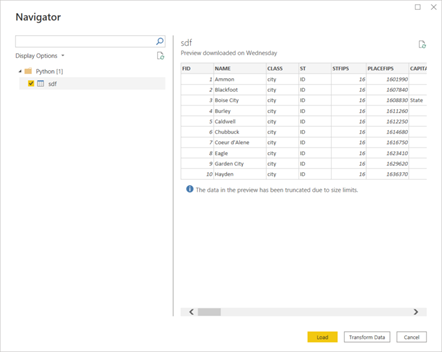 Navigator
Display Options
Python [1]
sdf
sdf
Preview downloaded on Wednesday
FID NAME CLASS ST STFIPS PLACEFIPS CAPITA
1 Ammon city ID 16 1601990
2 Blackfoot city ID 16 1607840
3 Boise City city ID 16 1608830 State
4 Burley city ID 16 1611260
5 Caldwell city ID 16 1612250
6 Chubbuck city ID 16 1614680
7 Coeur d'Alene city ID 16 1616750
8 Eagle city ID 16 1623410
9 Garden City city ID 16 1629620
10 Hayden city ID 16 1636370
The data in the preview has been truncated due to size limits.
Load Transform Data Cancel